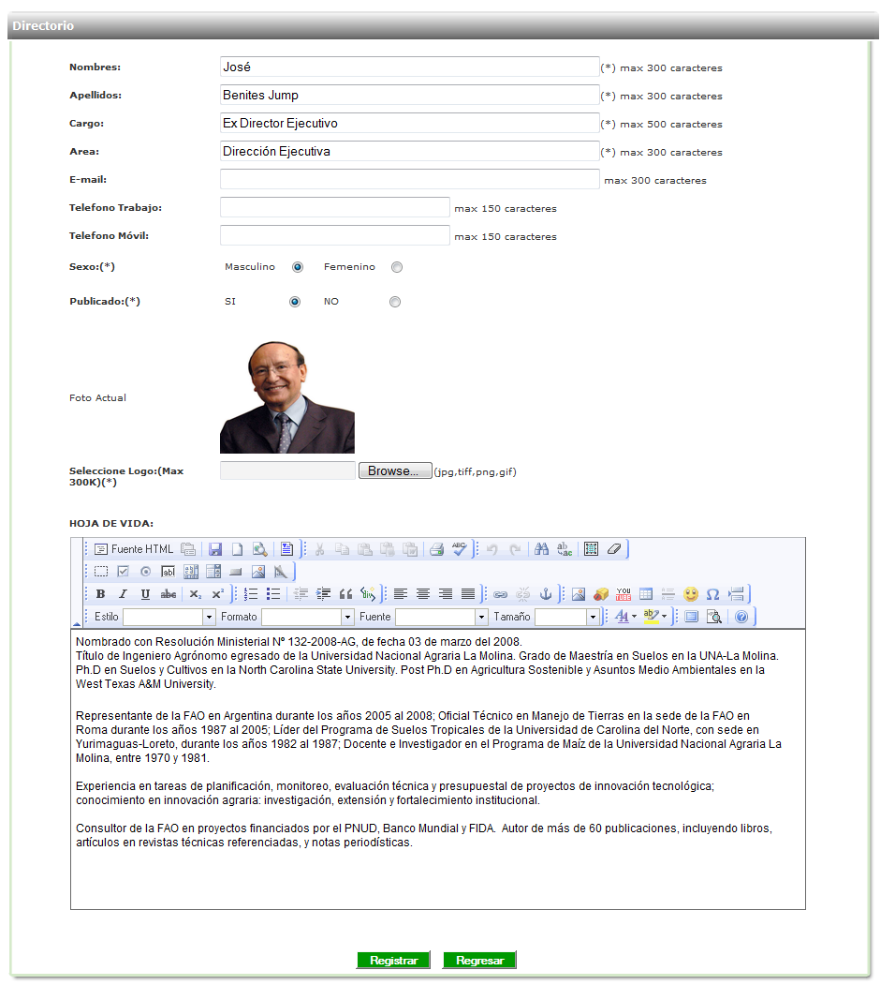 Directorio
Nombres: José (*) max 300 caracteres
Apellidos: Benites Jump (*) max 300 caracteres
Cargo: Ex Director Ejecutivo (*) max 500 caracteres
Area: Dirección Ejecutiva (*) max 300 caracteres
E-mail: max 300 caracteres
Telefono Trabajo: max 150 caracteres
Telefono Móvil: max 150 caracteres
Sexo:(*) Masculino Femenino
Publicado:(*) SI NO
Foto Actual
Seleccione Logo:(Max
300K)(*) Browse... (jpg,tiff,png,gif)
HOJA DE VIDA:
Fuente HTML
Estilo Formato Fuente Tamaño
Nombrado con Resolución Ministerial Nº 132-2008-AG, de fecha 03 de marzo del 2008.
Título de Ingeniero Agrónomo egresado de la Universidad Nacional Agraria La Molina. Grado de Maestría en Suelos en la UNA-La Molina.
Ph.D en Suelos y Cultivos en la North Carolina State University. Post Ph.D en Agricultura Sostenible y Asuntos Medio Ambientales en la
West Texas A&M University.
Representante de la FAO en Argentina durante los años 2005 al 2008; Oficial Técnico en Manejo de Tierras en la sede de la FAO en
Roma durante los años 1987 al 2005; Líder del Programa de Suelos Tropicales de la Universidad de Carolina del Norte, con sede en
Yurimaguas-Loreto, durante los años 1982 al 1987; Docente e Investigador en el Programa de Maíz de la Universidad Nacional Agraria La
Molina, entre 1970 y 1981.
Experiencia en tareas de planificación, monitoreo, evaluación técnica y presupuestal de proyectos de innovación tecnológica;
conocimiento en innovación agraria: investigación, extensión y fortalecimiento institucional.
Consultor de la FAO en proyectos financiados por el PNUD, Banco Mundial y FIDA. Autor de más de 60 publicaciones, incluyendo libros,
artículos en revistas técnicas referenciadas, y notas periodísticas.
Registrar Regresar